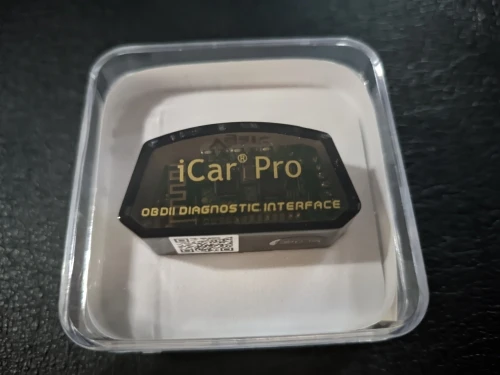 iCar® Pro
OBDII DIAGNOSTIC INTERFACE